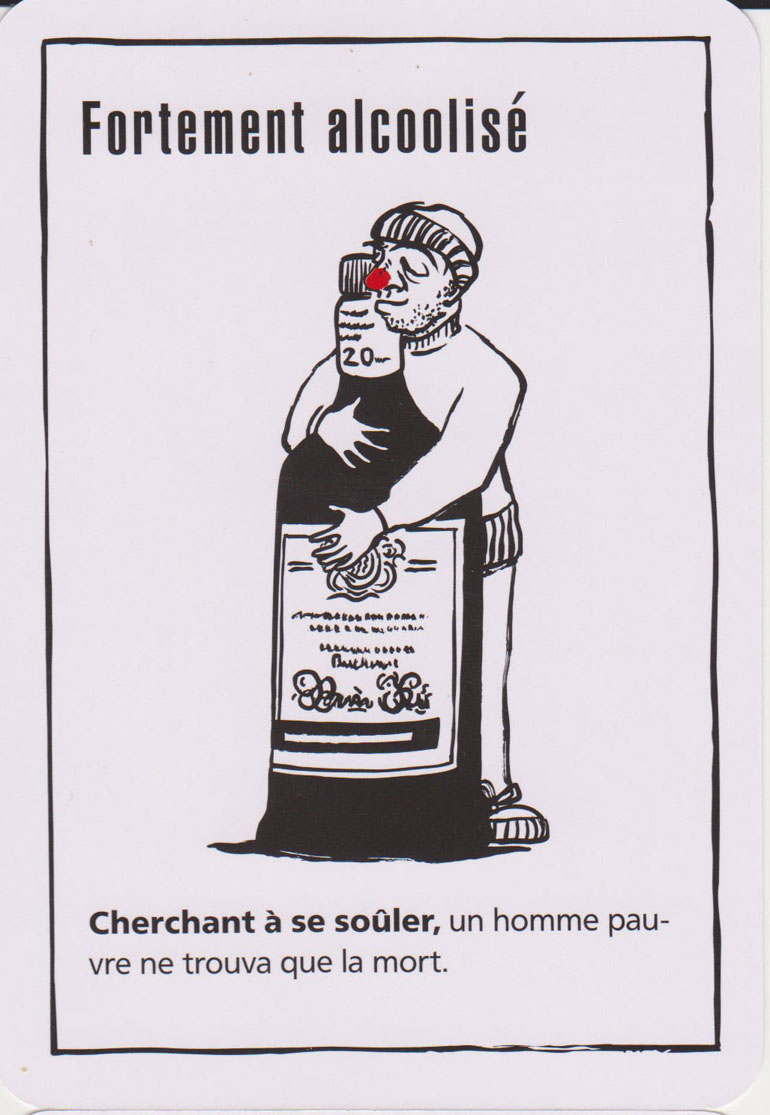 Fortement alcoolisé
20
Cherchant à se soûler, un homme pau-
vre ne trouva que la mort.